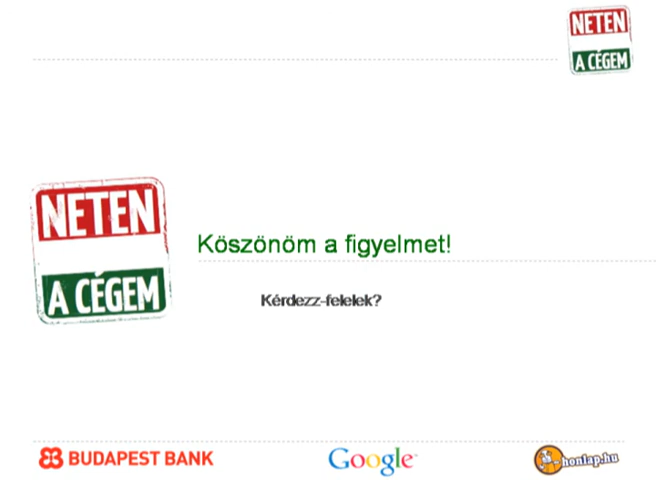 NETEN
A CÉGEM
NETEN
A CÉGEM
Köszönöm a figyelmet!
Kérdezz-felelek?
BUDAPEST BANK
Google
honlap.hu